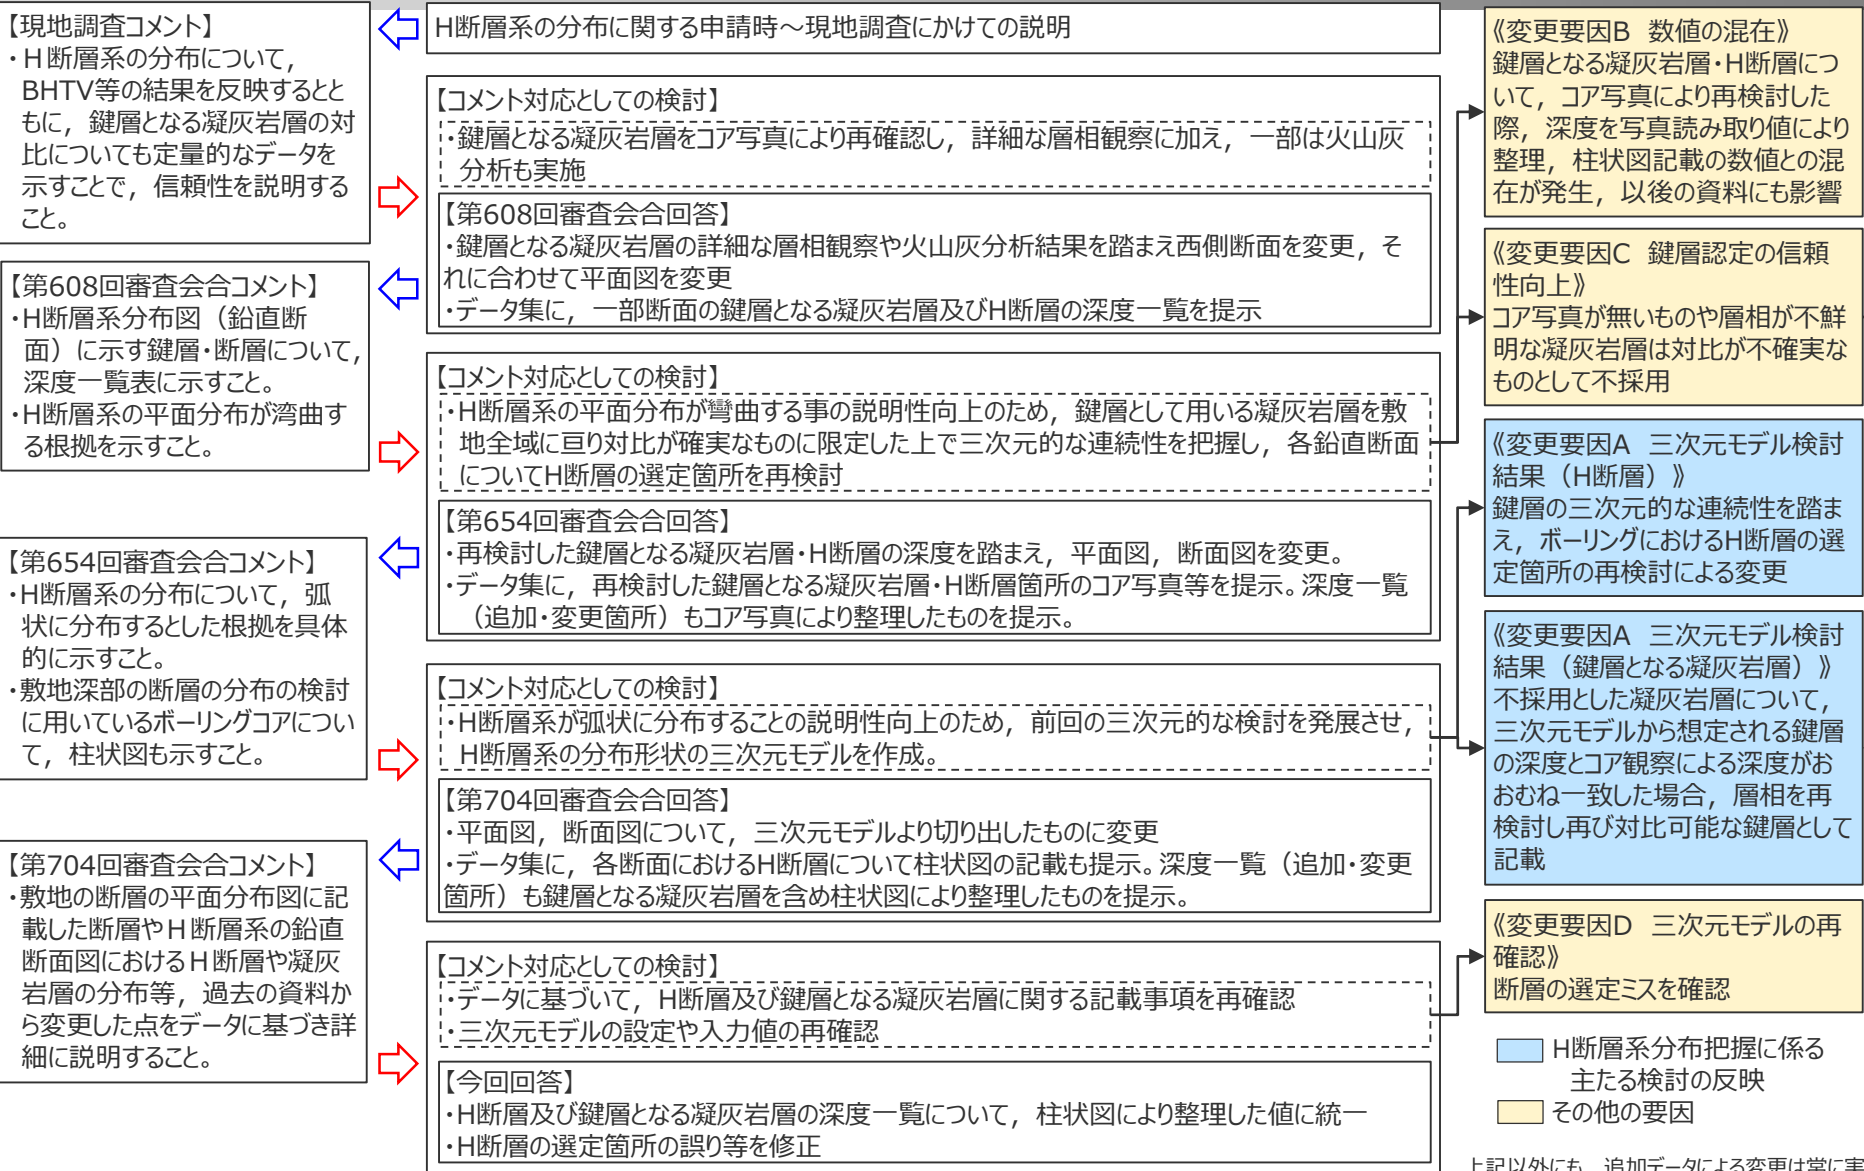 【現地調査コメント】
・H断層系の分布について,
BHTV等の結果を反映するとと
もに，鍵層となる凝灰岩層の対
比についても定量的なデータを
示すことで，信頼性を説明する
こと。
【第608回審査会合コメント】
・H断層系分布図（鉛直断
面）に示す鍵層・断層について,
深度一覧表に示すこと。
・H断層系の平面分布が湾曲す
る根拠を示すこと。
【第654回審査会合コメント】
・H断層系の分布について，弧
状に分布するとした根拠を具体
的に示すこと。
・敷地深部の断層の分布の検討
に用いているボーリングコアについ
て，柱状図も示すこと。
【第704回審査会合コメント】
・敷地の断層の平面分布図に記
載した断層やＨ断層系の鉛直
断面図におけるＨ断層や凝灰
岩層の分布等，過去の資料か
ら変更した点をデータに基づき詳
細に説明すること。
H断層系の分布に関する申請時～現地調査にかけての説明
【コメント対応としての検討】
・鍵層となる凝灰岩層をコア写真により再確認し，詳細な層相観察に加え，一部は火山灰
分析も実施
【第608回審査会合回答】
・鍵層となる凝灰岩層の詳細な層相観察や火山灰分析結果を踏まえ西側断面を変更，そ
れに合わせて平面図を変更
・データ集に，一部断面の鍵層となる凝灰岩層及びH断層の深度一覧を提示
【コメント対応としての検討】
・H断層系の平面分布が彎曲する事の説明性向上のため，鍵層として用いる凝灰岩層を敷
地全域に亘り対比が確実なものに限定した上で三次元的な連続性を把握し，各鉛直断面
についてH断層の選定箇所を再検討
【第654回審査会合回答】
・再検討した鍵層となる凝灰岩層・H断層の深度を踏まえ，平面図，断面図を変更。
・データ集に，再検討した鍵層となる凝灰岩層・H断層箇所のコア写真等を提示。深度一覧
（追加・変更箇所）もコア写真により整理したものを提示。
【コメント対応としての検討】
・H断層系が弧状に分布することの説明性向上のため，前回の三次元的な検討を発展させ，
H断層系の分布形状の三次元モデルを作成。
【第704回審査会合回答】
・平面図，断面図について，三次元モデルより切り出したものに変更
・データ集に，各断面におけるH断層について柱状図の記載も提示。深度一覧（追加・変更
箇所）も鍵層となる凝灰岩層を含め柱状図により整理したものを提示。
【コメント対応としての検討】
・データに基づいて，H断層及び鍵層となる凝灰岩層に関する記載事項を再確認
・三次元モデルの設定や入力値の再確認
【今回回答】
・H断層及び鍵層となる凝灰岩層の深度一覧について，柱状図により整理した値に統一
・H断層の選定箇所の誤り等を修正
《変更要因B　数値の混在》
鍵層となる凝灰岩層・H断層につ
いて，コア写真により再検討した
際，深度を写真読み取り値により
整理，柱状図記載の数値との混
在が発生，以後の資料にも影響
《変更要因C　鍵層認定の信頼
性向上》
コア写真が無いものや層相が不鮮
明な凝灰岩層は対比が不確実な
ものとして不採用
《変更要因A　三次元モデル検討
結果（H断層）》
鍵層の三次元的な連続性を踏ま
え，ボーリングにおけるH断層の選
定箇所の再検討による変更
《変更要因A　三次元モデル検討
結果（鍵層となる凝灰岩層）》
不採用とした凝灰岩層について，
三次元モデルから想定される鍵層
の深度とコア観察による深度がお
おむね一致した場合，層相を再
検討し再び対比可能な鍵層として
記載
《変更要因D　三次元モデルの再
確認》
断層の選定ミスを確認
H断層系分布把握に係る
主たる検討の反映
その他の要因
上記以外にも，追加データによる変更は常に実